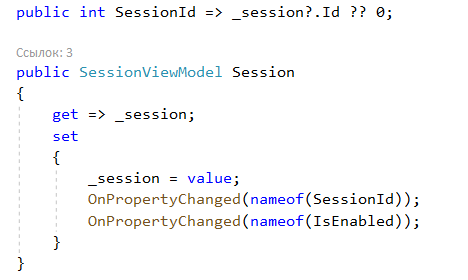 public int SessionId => _session?.Id ?? 0;
Ссылок: 3
public SessionViewModel Session
{
get => _session;
set
{
_session = value;
OnPropertyChanged(nameof(SessionId));
OnPropertyChanged(nameof(IsEnabled));
}
}